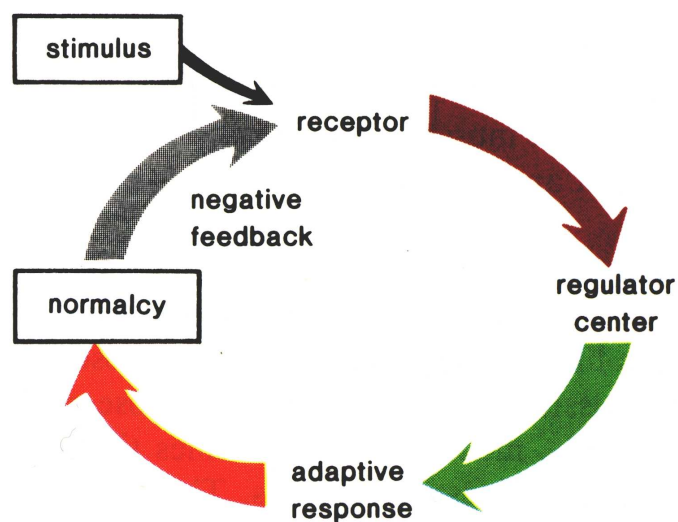 stimulus
receptor
negative
feedback
regulator
center
normalcy
adaptive
response